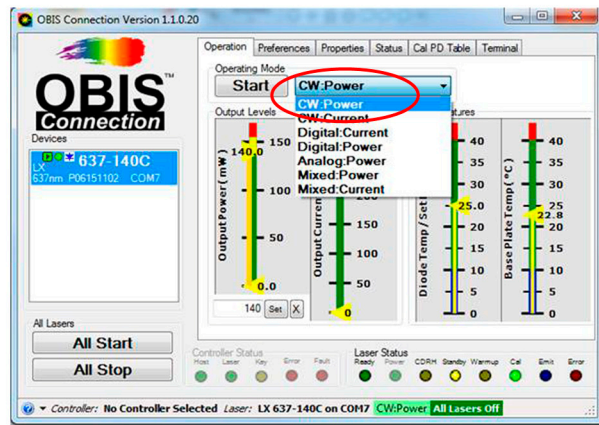 OBIS Connection Version 1.1.0.20
OBIS™
Connection
Devices
LX 637-140C
637nm P06151102 COM7
All Lasers
All Start
All Stop
Operation Preferences Properties Status Cal PD Table Terminal
Operating Mode
Start CW:Power
CW:Power
CW:Current
Digital:Current
Digital:Power
Analog:Power
Mixed:Power
Mixed:Current
Output Levels
Output Power (mW)
140.0
150
100
50
0.0
140 Set X
150
100
50
0
Diode Temp / Set
40
35
30
25.0
20
15
10
5
0
Base Plate Temp (°C)
40
35
30
25
22.8
20
15
10
5
0
Controller Status
Host Laser Key Error Fault
Laser Status
Ready Power CDRH Standby Warmup Cal Emit Error
Controller: No Controller Selected Laser: LX 637-140C on COM7 CW:Power All Lasers Off